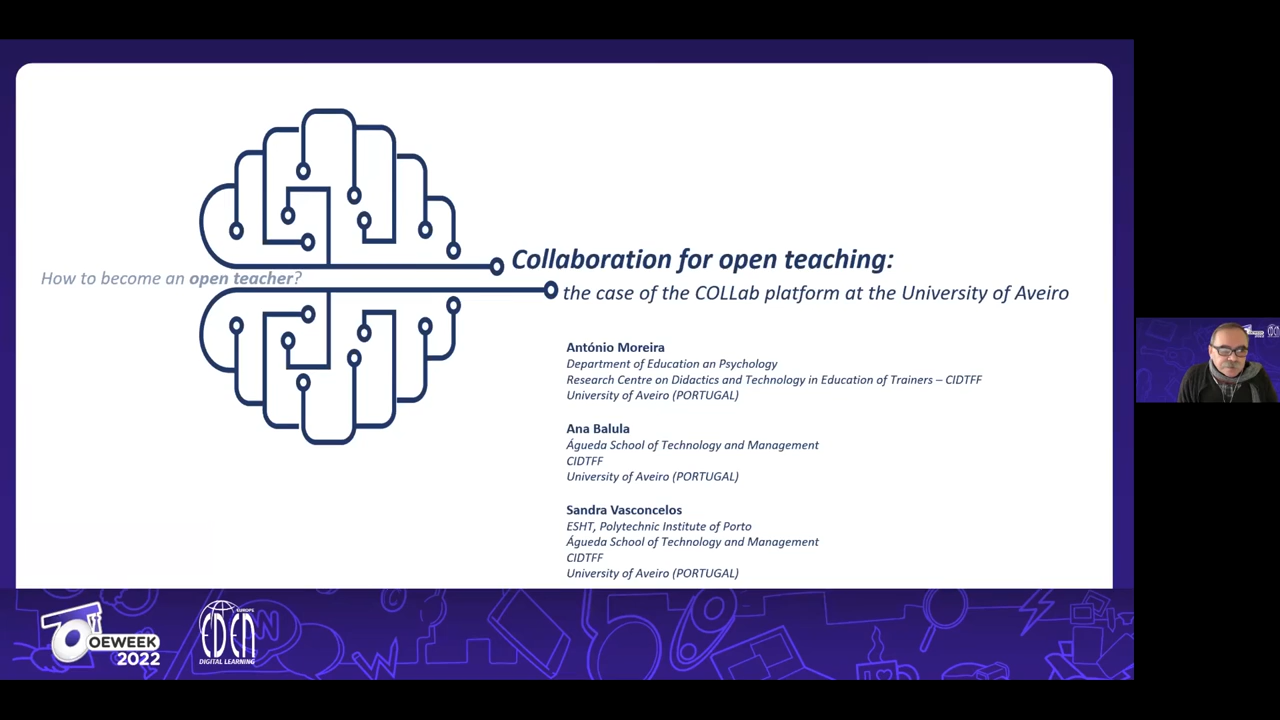 How to become an open teacher?
Collaboration for open teaching:
the case of the COLLab platform at the University of Aveiro
António Moreira
Department of Education an Psychology
Research Centre on Didactics and Technology in Education of Trainers – CIDTFF
University of Aveiro (PORTUGAL)
Ana Balula
Águeda School of Technology and Management
CIDTFF
University of Aveiro (PORTUGAL)
Sandra Vasconcelos
ESHT, Polytechnic Institute of Porto
Águeda School of Technology and Management
CIDTFF
University of Aveiro (PORTUGAL)
OEWEEK
2022
EUROPE
EDEN
DIGITAL LEARNING